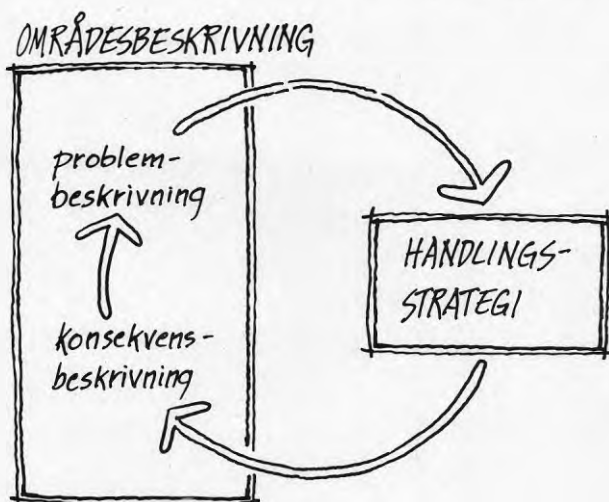 OMRÅDESBESKRIVNING
problem-
beskrivning
konsekvens-
beskrivning
HANDLINGS-
STRATEGI